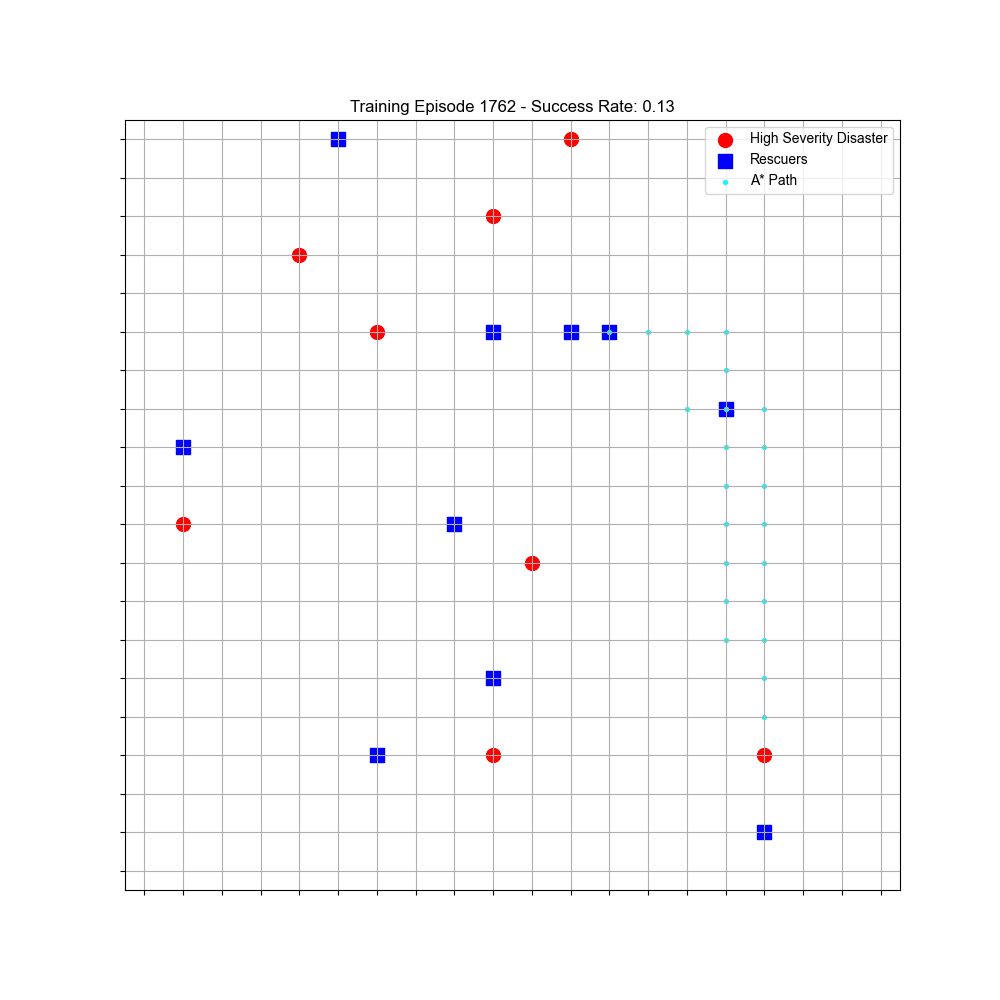 Training Episode 1762 - Success Rate: 0.13
High Severity Disaster
Rescuers
A* Path